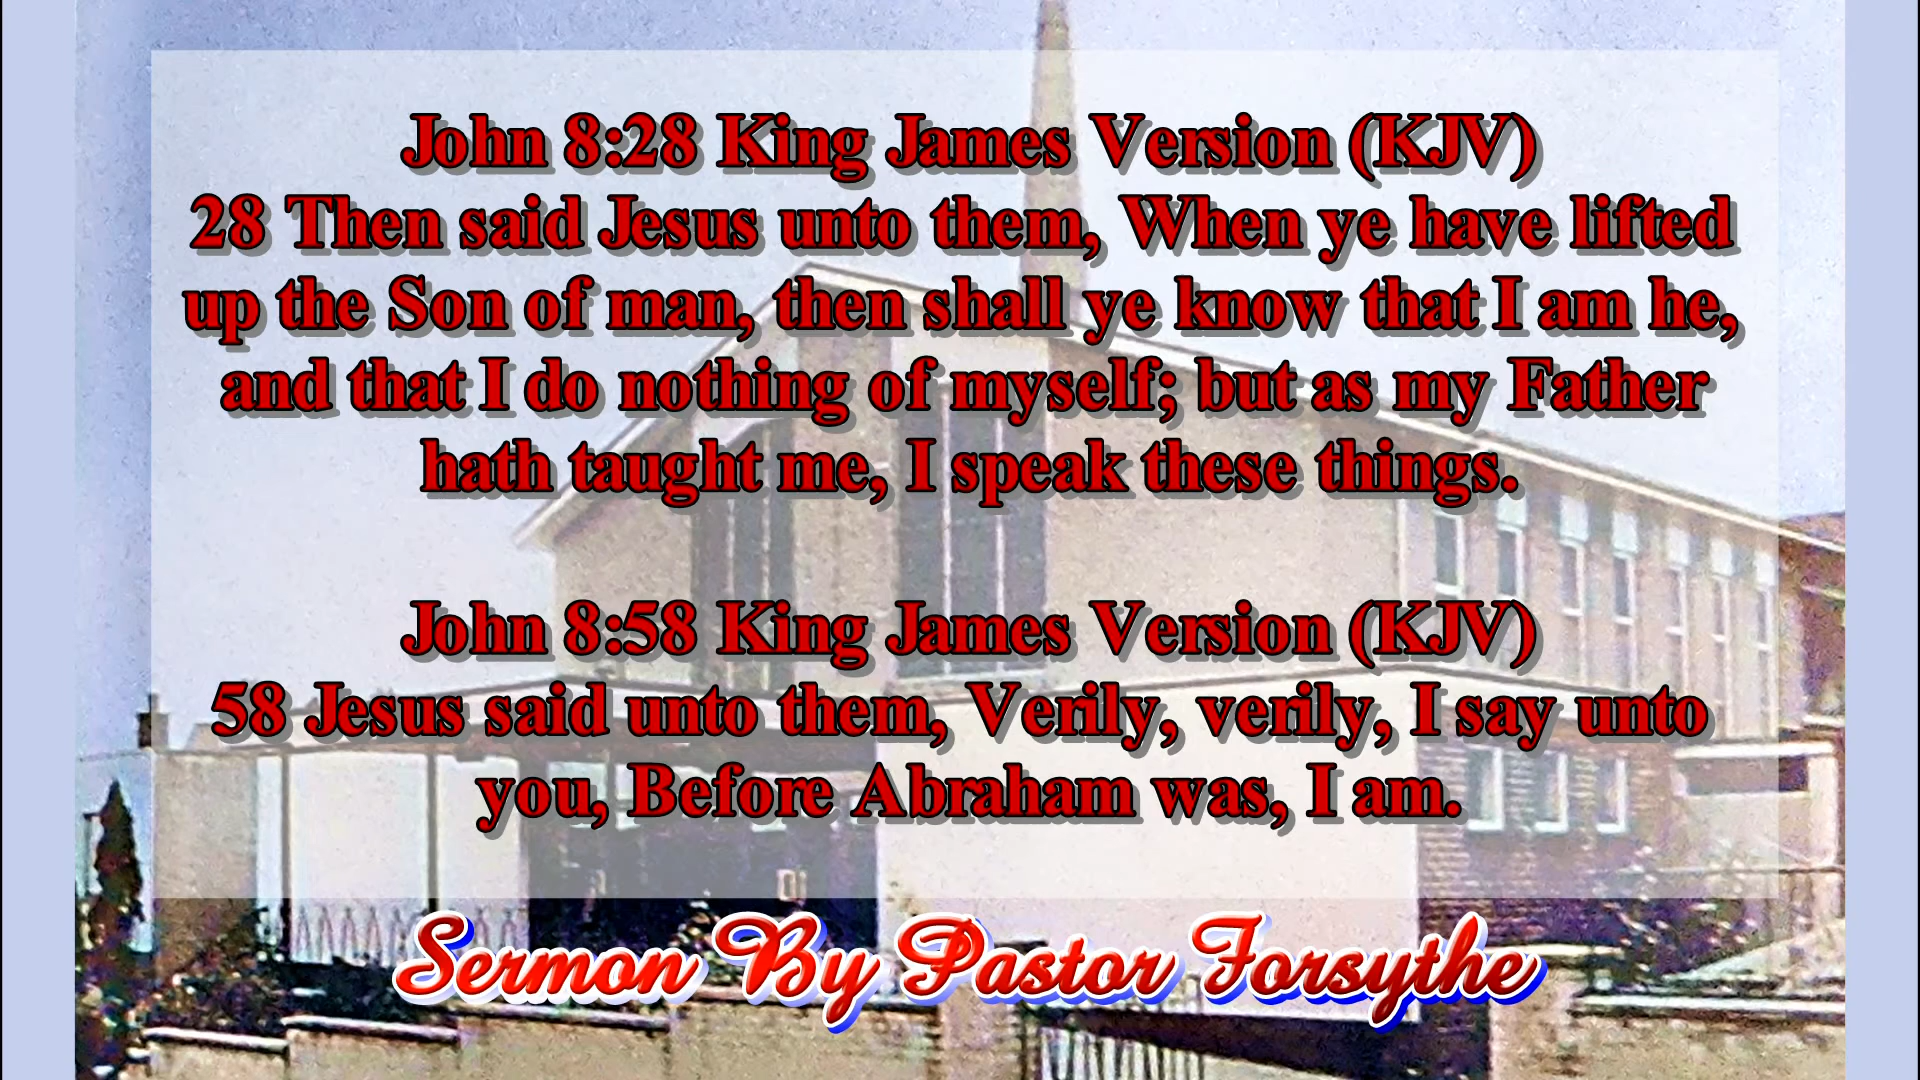 John 8:28 King James Version (KJV)
28 Then said Jesus unto them, When ye have lifted
up the Son of man, then shall ye know that I am he,
and that I do nothing of myself; but as my Father
hath taught me, I speak these things.
John 8:58 King James Version (KJV)
58 Jesus said unto them, Verily, verily, I say unto
you, Before Abraham was, I am.
Sermon By Pastor Forsythe